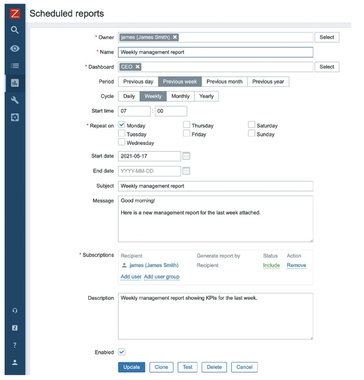 Z
Scheduled reports
* Owner
james (James Smith) ×
Select
* Name
Weekly management report
* Dashboard
CEO ×
Select
Period
Previous day Previous week Previous month Previous year
Cycle
Daily Weekly Monthly Yearly
Start time
07 : 00
* Repeat on
Monday Thursday Saturday
Tuesday Friday Sunday
Wednesday
Start date
2021-05-17
End date
YYYY-MM-DD
Subject
Weekly management report
Message
Good morning!
Here is a new management report for the last week attached.
* Subscriptions
Recipient Generate report by Status Action
james (James Smith) Recipient Include Remove
Add user Add user group
Description
Weekly management report showing KPIs for the last week.
Enabled
Update Clone Test Delete Cancel
Z
?